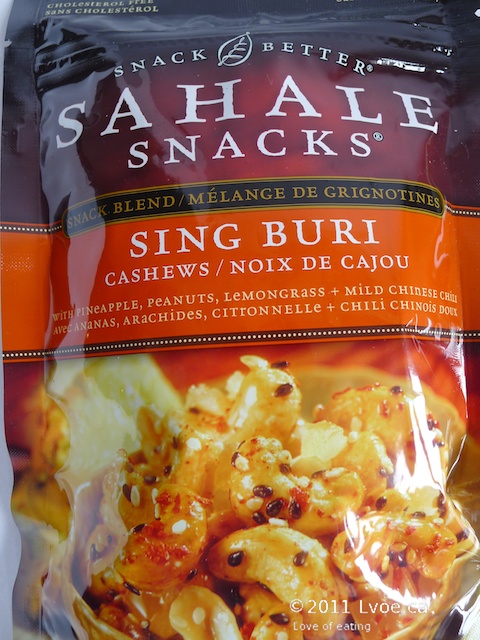 CHOLESTEROL FREE
SANS CHOLESTÉROL
SNACK BETTER®
SAHALE
SNACKS®
SNACK BLEND / MÉLANGE DE GRIGNOTINES
SING BURI
CASHEWS / NOIX DE CAJOU
WITH PINEAPPLE, PEANUTS, LEMONGRASS + MILD CHINESE CHILE
AVEC ANANAS, ARACHIDES, CITRONNELLE + CHILI CHINOIS DOUX
©2011 Lvoe ca.
Love of eating